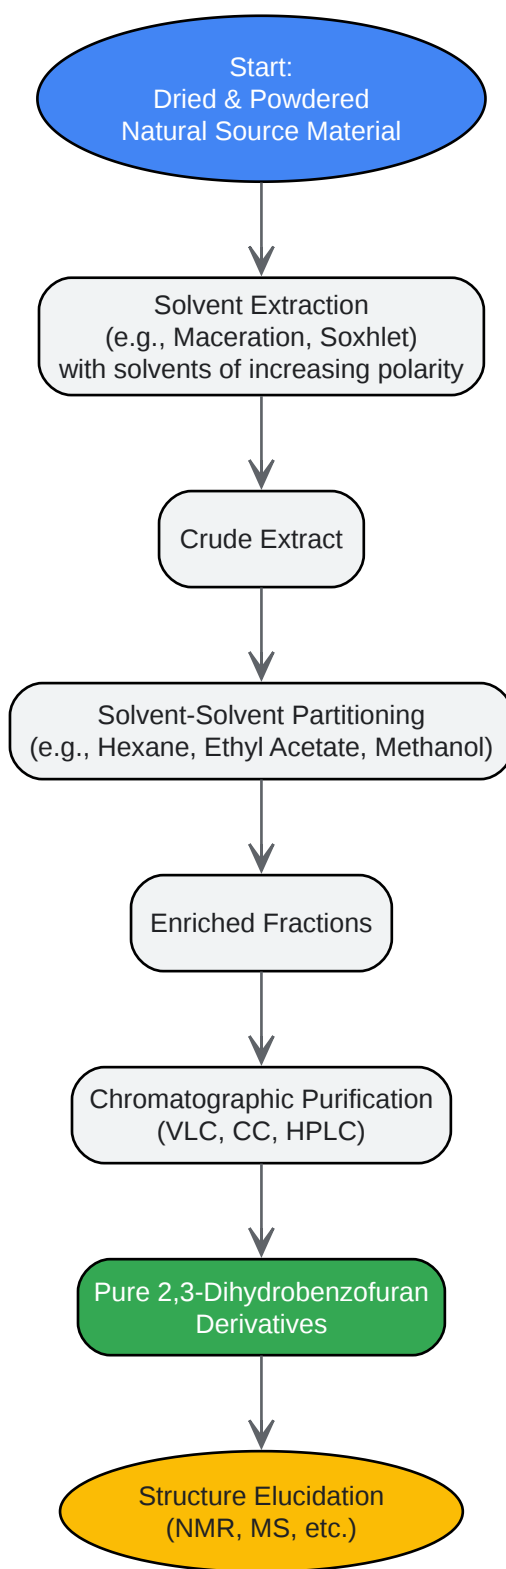 Start:
Dried & Powdered
Natural Source Material
Solvent Extraction
(e.g., Maceration, Soxhlet)
with solvents of increasing polarity
Crude Extract
Solvent-Solvent Partitioning
(e.g., Hexane, Ethyl Acetate, Methanol)
Enriched Fractions
Chromatographic Purification
(VLC, CC, HPLC)
Pure 2,3-Dihydrobenzofuran
Derivatives
Structure Elucidation
(NMR, MS, etc.)